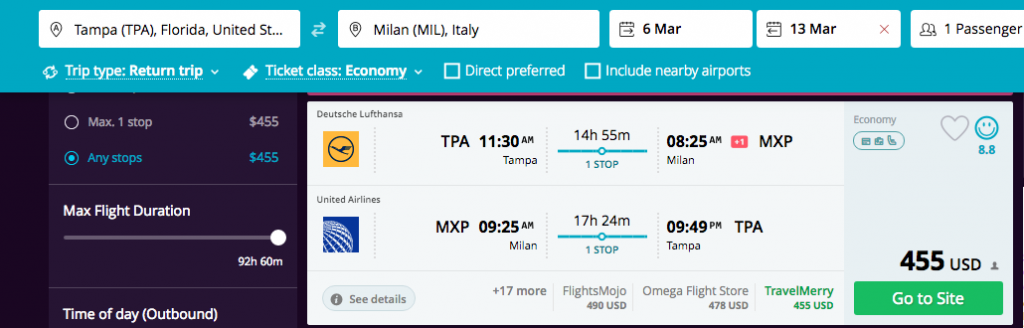 Tampa (TPA), Florida, United St...
Milan (MIL), Italy
6 Mar
13 Mar
1 Passenger
Trip type: Return trip
Ticket class: Economy
Direct preferred
Include nearby airports
Max. 1 stop $455
Any stops $455
Max Flight Duration
92h 60m
Time of day (Outbound)
Deutsche Lufthansa
TPA 11:30 AM
Tampa
14h 55m
1 STOP
08:25 AM +1 MXP
Milan
United Airlines
MXP 09:25 AM
Milan
17h 24m
1 STOP
09:49 PM TPA
Tampa
See details
+17 more
FlightsMojo
490 USD
Omega Flight Store
478 USD
TravelMerry
455 USD
Economy
8.8
455 USD
Go to Site